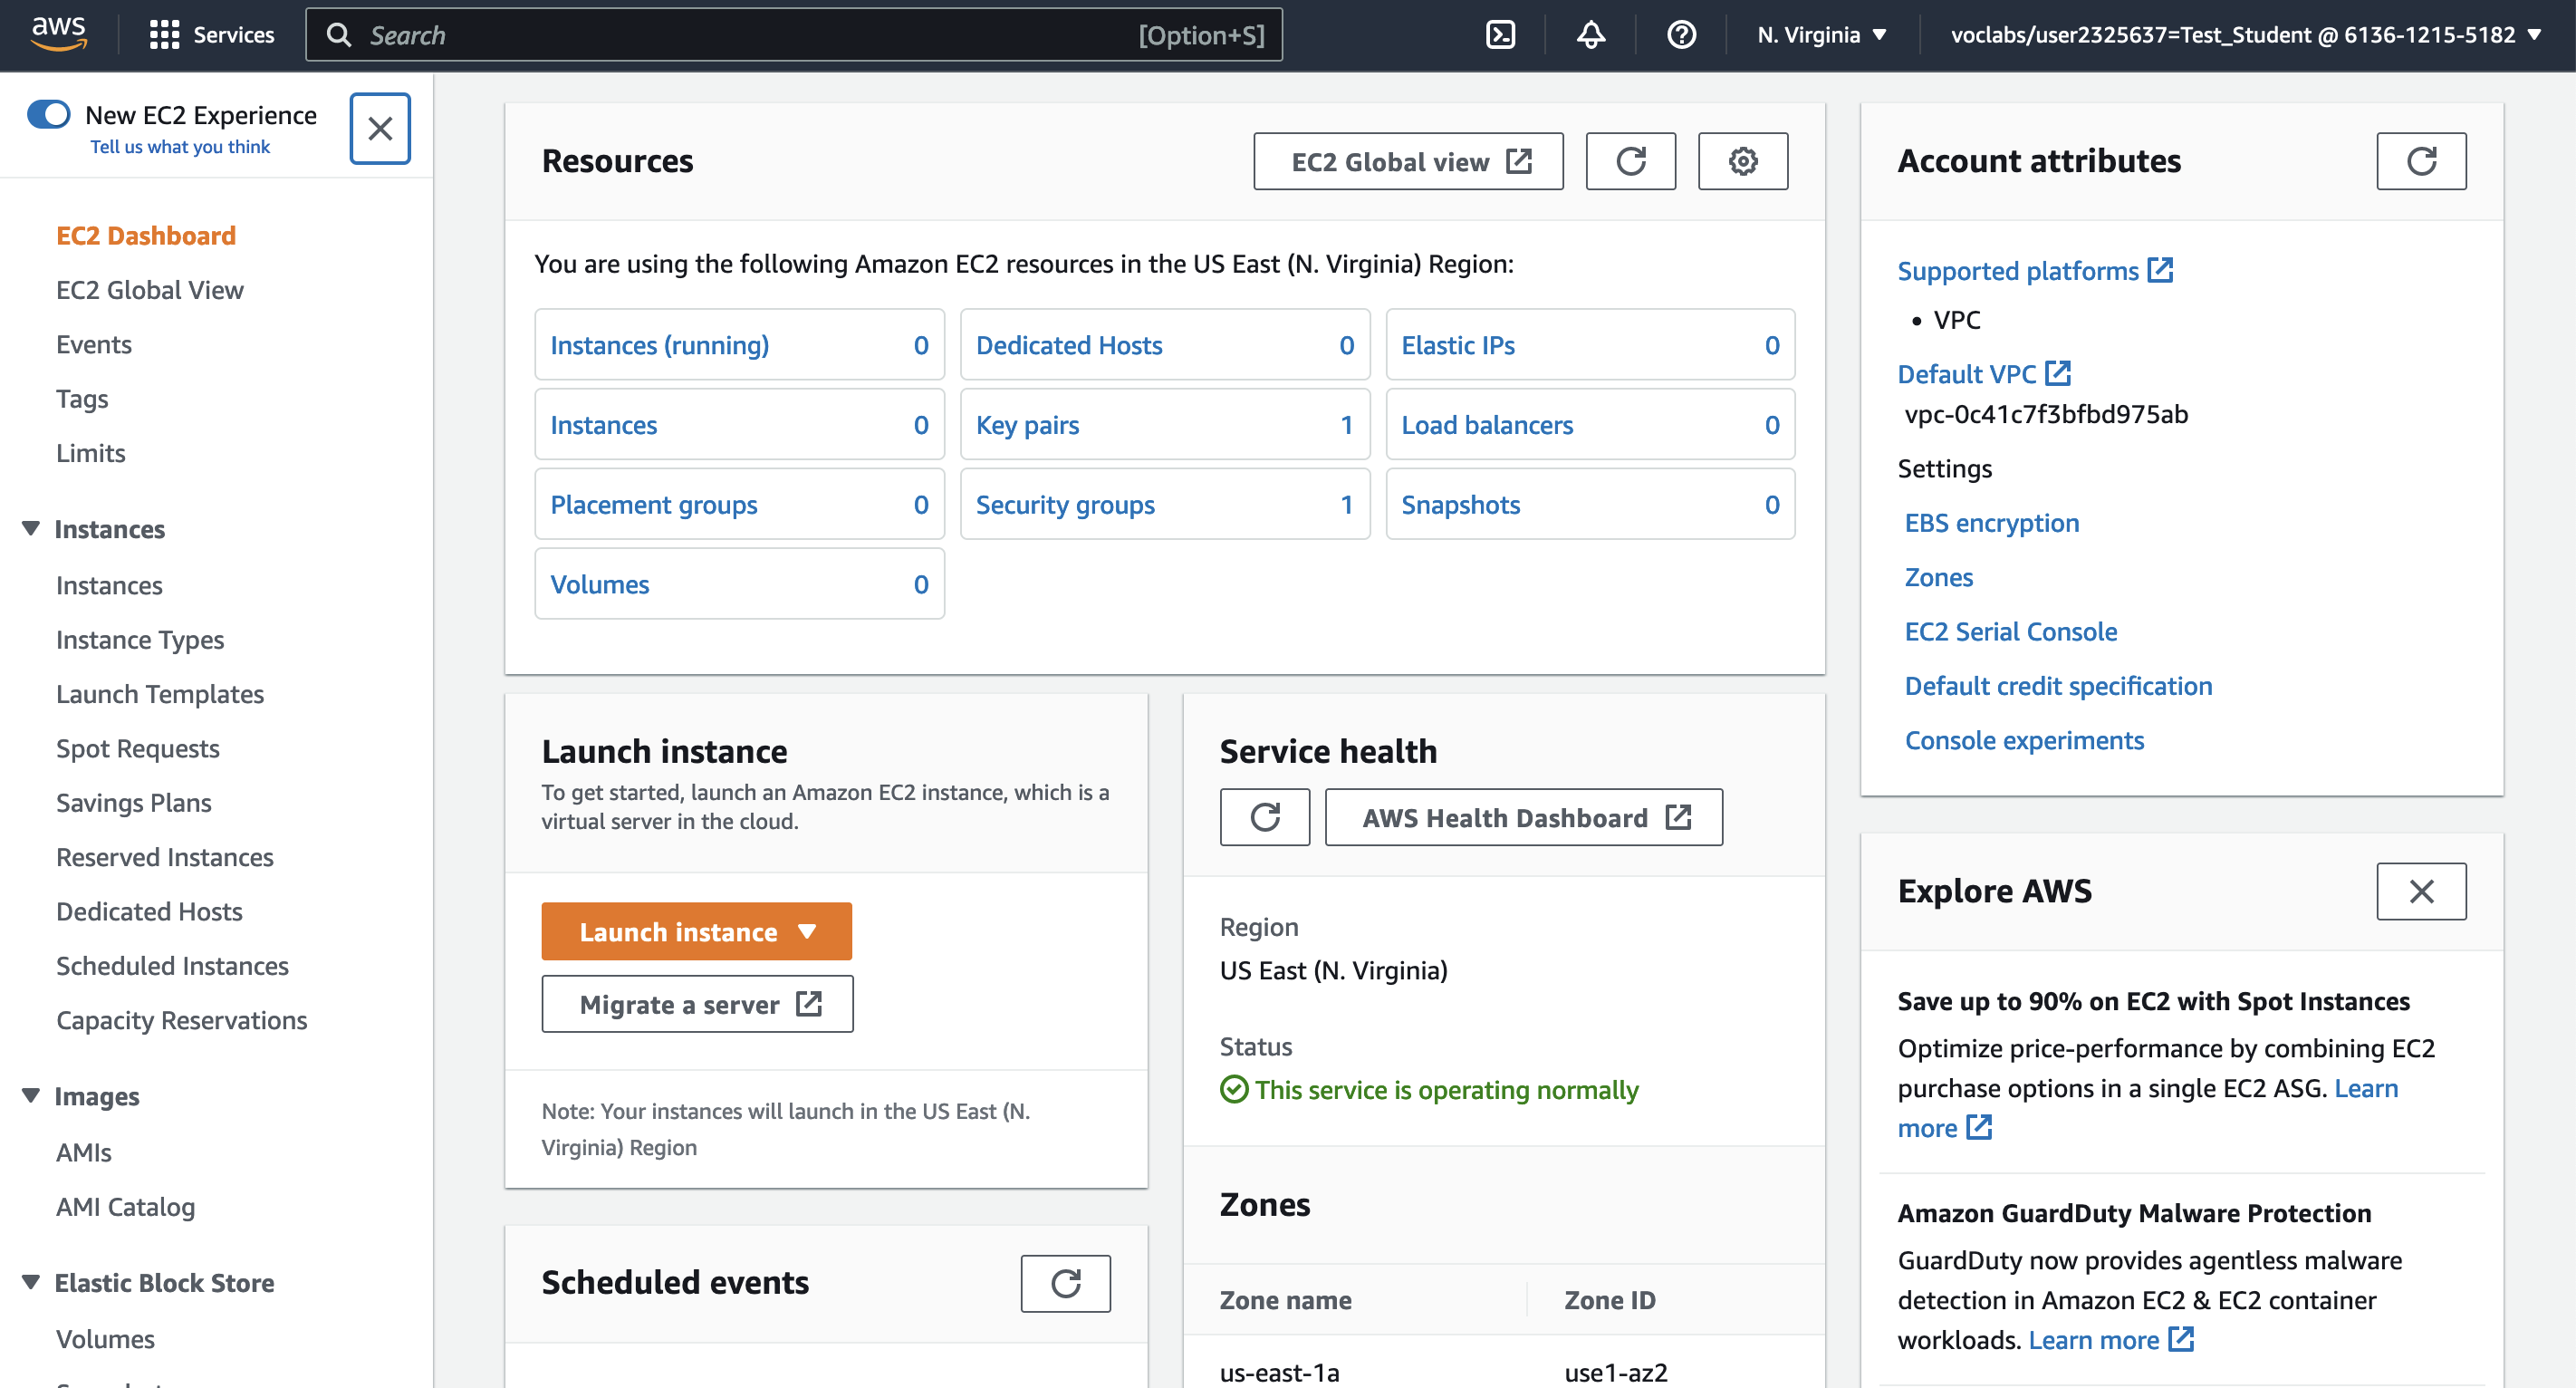 aws
Services
Search
[Option+S]
N. Virginia
voclabs/user2325637=Test_Student @ 6136-1215-5182
New EC2 Experience
Tell us what you think
EC2 Dashboard
EC2 Global View
Events
Tags
Limits
Instances
Instances
Instance Types
Launch Templates
Spot Requests
Savings Plans
Reserved Instances
Dedicated Hosts
Scheduled Instances
Capacity Reservations
Images
AMIs
AMI Catalog
Elastic Block Store
Volumes
Resources
EC2 Global view
You are using the following Amazon EC2 resources in the US East (N. Virginia) Region:
Instances (running) 0
Dedicated Hosts 0
Elastic IPs 0
Instances 0
Key pairs 1
Load balancers 0
Placement groups 0
Security groups 1
Snapshots 0
Volumes 0
Launch instance
To get started, launch an Amazon EC2 instance, which is a
virtual server in the cloud.
Launch instance
Migrate a server
Note: Your instances will launch in the US East (N.
Virginia) Region
Scheduled events
Service health
AWS Health Dashboard
Region
US East (N. Virginia)
Status
This service is operating normally
Zones
Zone name
Zone ID
us-east-1a
use1-az2
Account attributes
Supported platforms
• VPC
Default VPC
vpc-0c41c7f3bfbd975ab
Settings
EBS encryption
Zones
EC2 Serial Console
Default credit specification
Console experiments
Explore AWS
Save up to 90% on EC2 with Spot Instances
Optimize price-performance by combining EC2
purchase options in a single EC2 ASG. Learn
more
Amazon GuardDuty Malware Protection
GuardDuty now provides agentless malware
detection in Amazon EC2 & EC2 container
workloads. Learn more